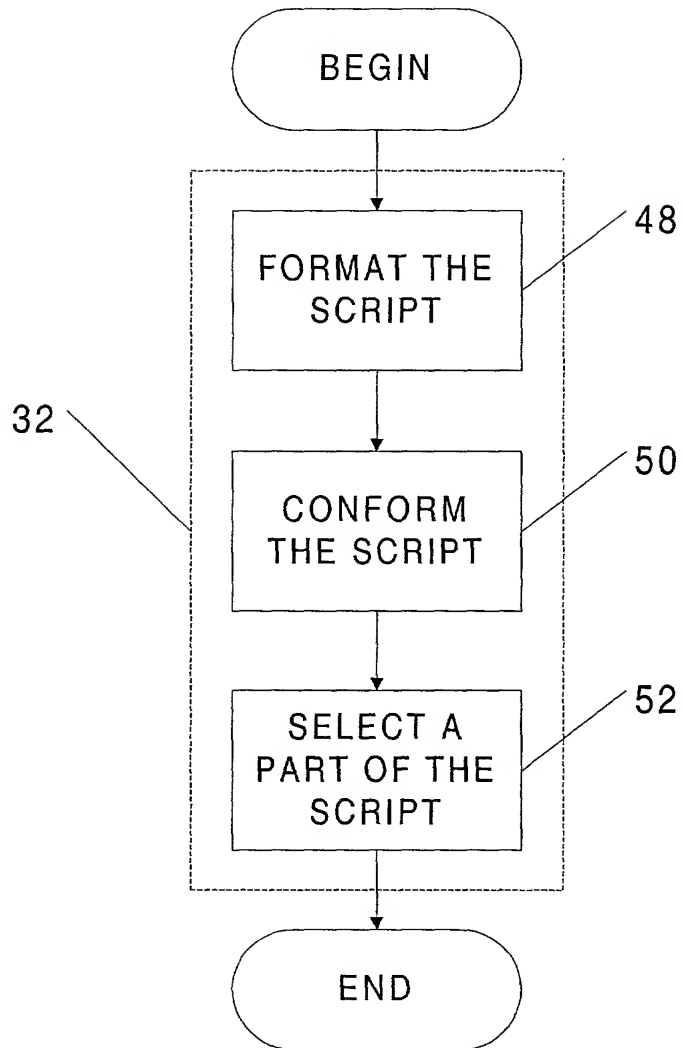 BEGIN
FORMAT THE
SCRIPT
48
32
CONFORM
THE SCRIPT
50
SELECT A
PART OF THE
SCRIPT
52
END